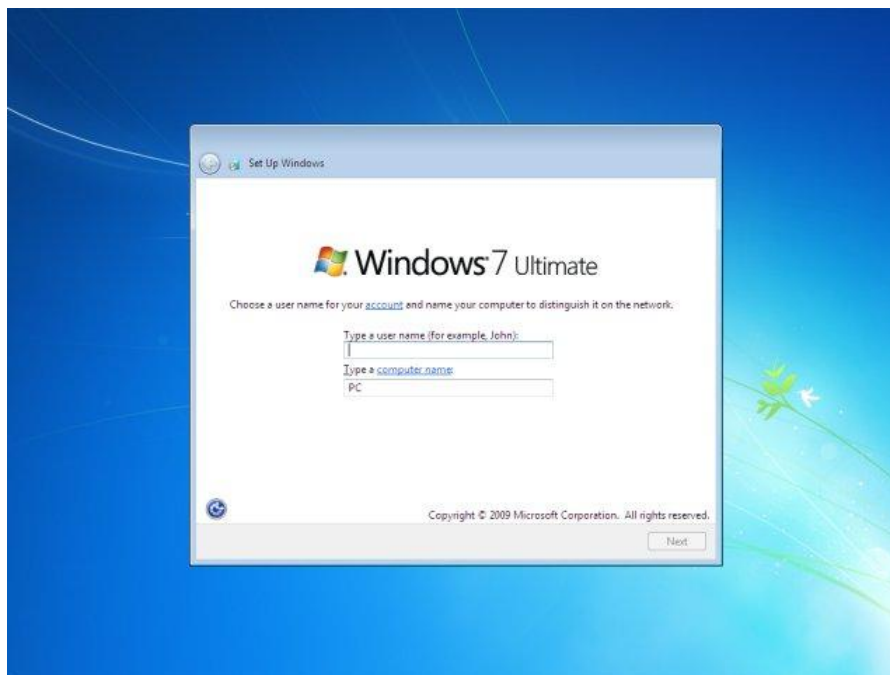 Set Up Windows
Windows 7 Ultimate
Choose a user name for your account and name your computer to distinguish it on the network.
Type a user name (for example, John):
Type a computer name:
PC
Copyright © 2009 Microsoft Corporation. All rights reserved.
Next